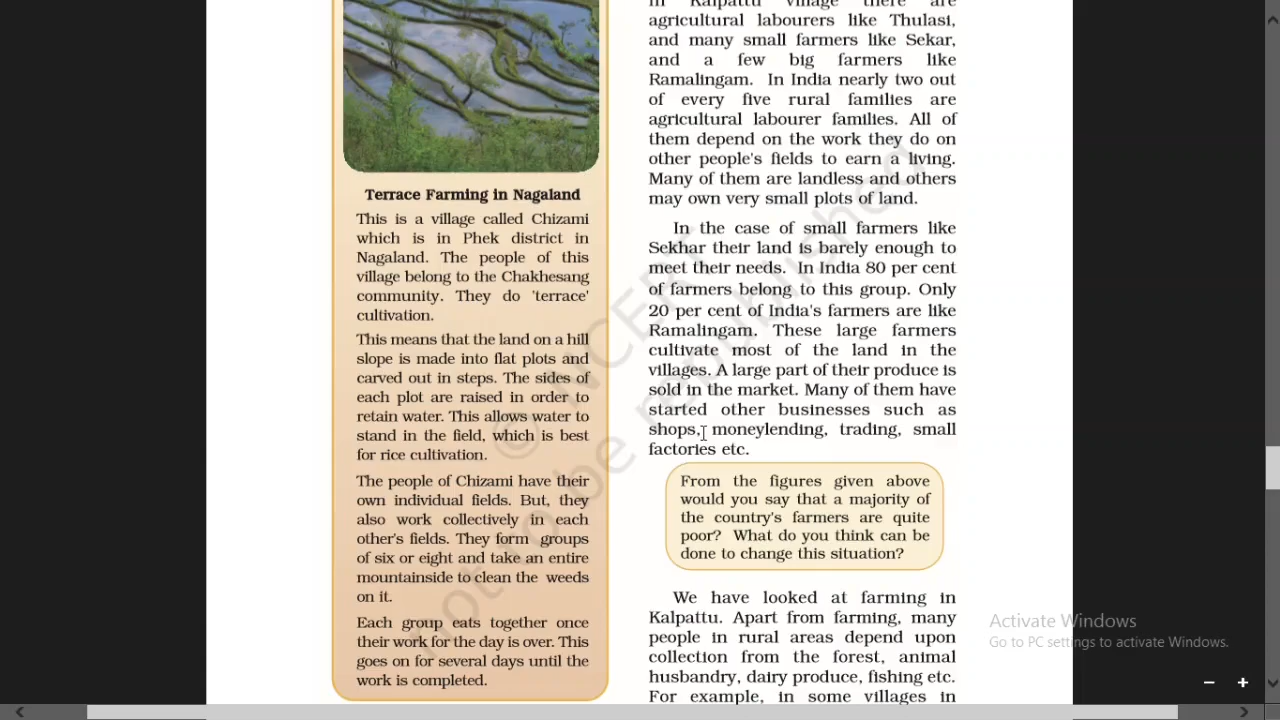 Terrace Farming in Nagaland
This is a village called Chizami
which is in Phek district in
Nagaland. The people of this
village belong to the Chakhesang
community. They do 'terrace'
cultivation.
This means that the land on a hill
slope is made into flat plots and
carved out in steps. The sides of
each plot are raised in order to
retain water. This allows water to
stand in the field, which is best
for rice cultivation.
The people of Chizami have their
own individual fields. But, they
also work collectively in each
other's fields. They form groups
of six or eight and take an entire
mountainside to clean the weeds
on it.
Each group eats together once
their work for the day is over. This
goes on for several days until the
work is completed.
in Kalpattu village there are
agricultural labourers like Thulasi,
and many small farmers like Sekar,
and a few big farmers like
Ramalingam. In India nearly two out
of every five rural families are
agricultural labourer families. All of
them depend on the work they do on
other people's fields to earn a living.
Many of them are landless and others
may own very small plots of land.
In the case of small farmers like
Sekhar their land is barely enough to
meet their needs. In India 80 per cent
of farmers belong to this group. Only
20 per cent of India's farmers are like
Ramalingam. These large farmers
cultivate most of the land in the
villages. A large part of their produce is
sold in the market. Many of them have
started other businesses such as
shops, moneylending, trading, small
factories etc.
From the figures given above
would you say that a majority of
the country's farmers are quite
poor? What do you think can be
done to change this situation?
We have looked at farming in
Kalpattu. Apart from farming, many
people in rural areas depend upon
collection from the forest, animal
husbandry, dairy produce, fishing etc.
For example, in some villages in
© NCERT
not to be republished
Activate Windows
Go to PC settings to activate Windows.